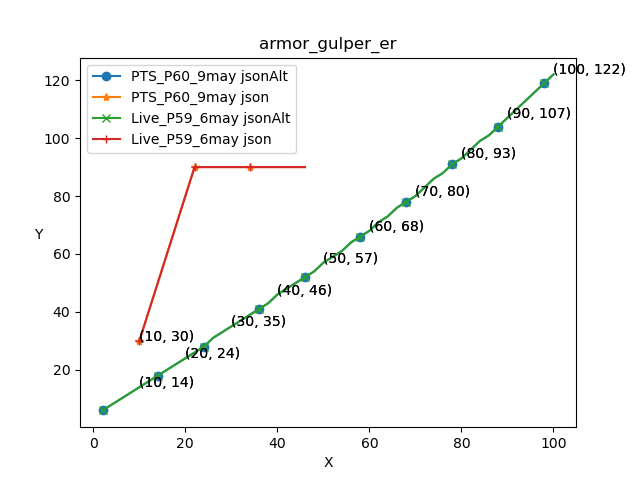 armor_gulper_er
PTS_P60_9may jsonAlt
PTS_P60_9may json
Live_P59_6may jsonAlt
Live_P59_6may json
(100, 122)
(90, 107)
(80, 93)
(70, 80)
(60, 68)
(50, 57)
(40, 46)
(30, 35)
(10, 30)
(20, 24)
(10, 14)
120
100
80
60
40
20
Y
0 20 40 60 80 100
X